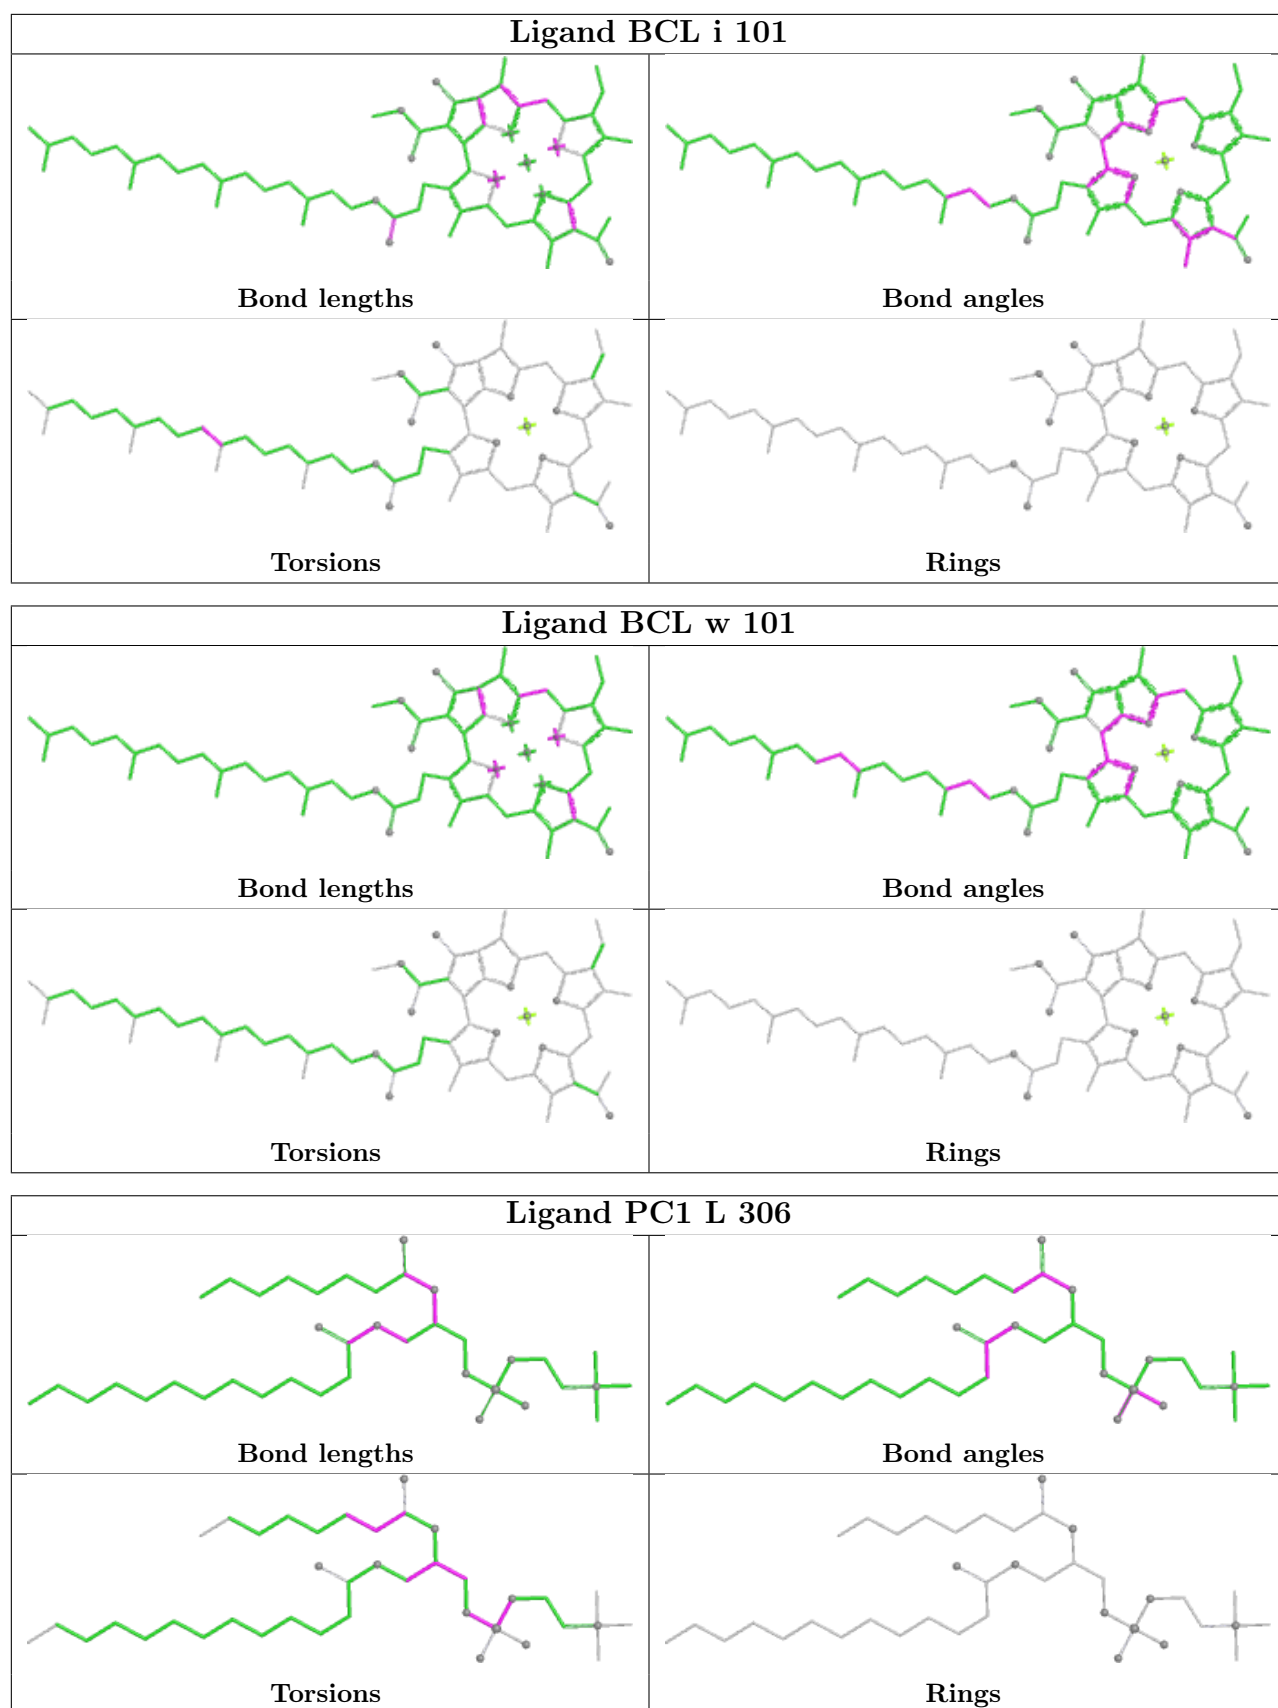 Ligand BCL i 101
Bond lengths
Bond angles
Torsions
Rings
Ligand BCL w 101
Bond lengths
Bond angles
Torsions
Rings
Ligand PC1 L 306
Bond lengths
Bond angles
Torsions
Rings